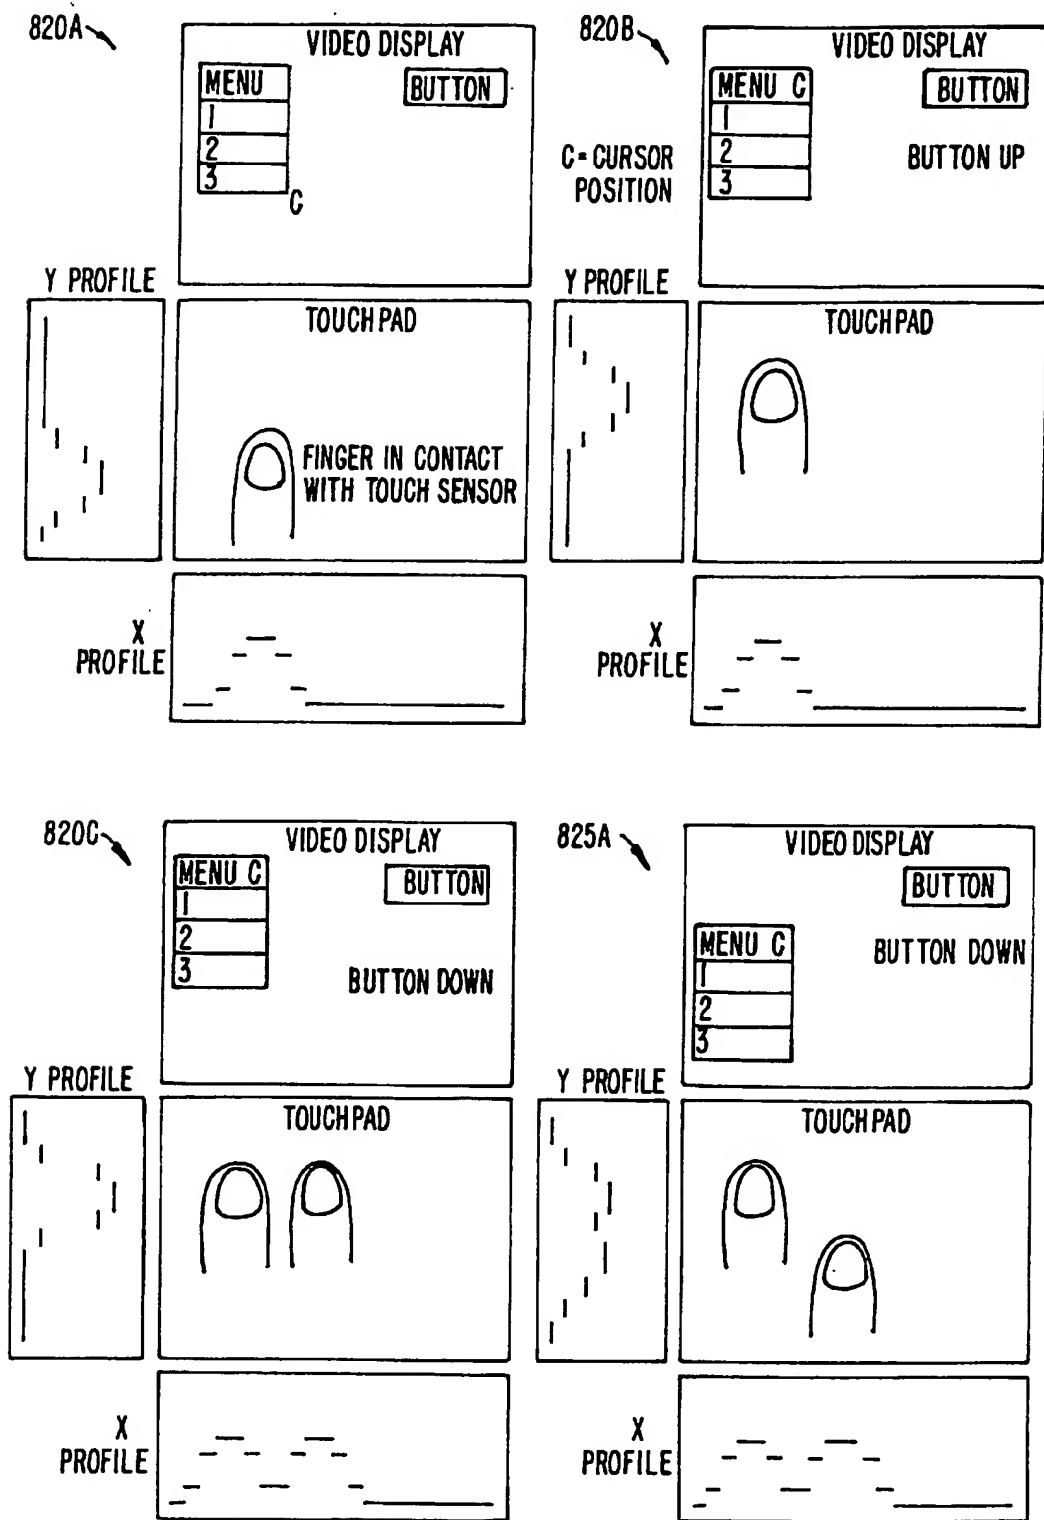 820A
VIDEO DISPLAY
MENU
BUTTON
1
2
3
C
Y PROFILE
TOUCH PAD
FINGER IN CONTACT
WITH TOUCH SENSOR
X
PROFILE
820B
VIDEO DISPLAY
MENU C
BUTTON
1
2
3
BUTTON UP
C=CURSOR
POSITION
Y PROFILE
TOUCH PAD
X
PROFILE
820C
VIDEO DISPLAY
MENU C
BUTTON
1
2
3
BUTTON DOWN
Y PROFILE
TOUCH PAD
X
PROFILE
825A
VIDEO DISPLAY
BUTTON
MENU C
BUTTON DOWN
1
2
3
Y PROFILE
TOUCH PAD
X
PROFILE